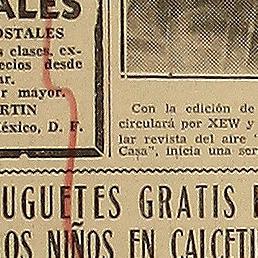 ALES
OSTALES
s clases, ex-
ecios desde
ar.
r mayor.
RTIN
éxico, D. F.
Con la edición de
circulará por XEW y
lar revista del aire "
Casa", inicia una ser
UGUETES GRATIS
OS NIÑOS EN CALCETI